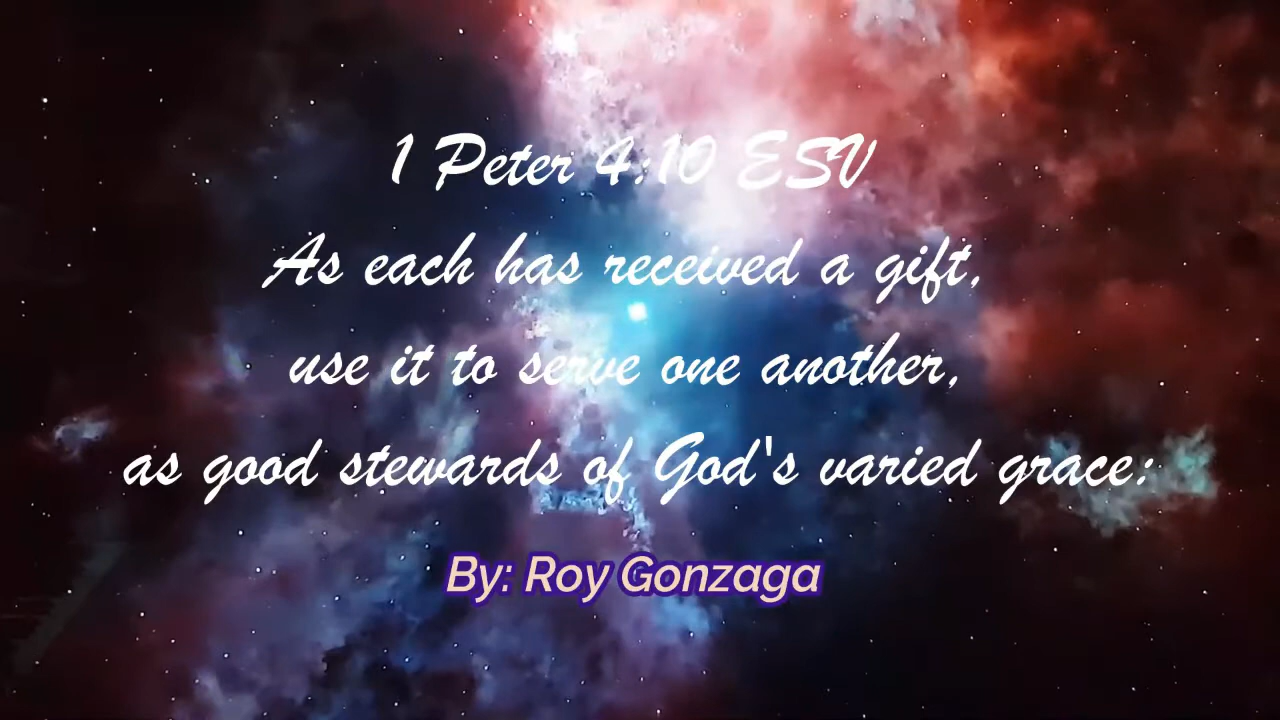 1 Peter 4:10 ESV
As each has received a gift,
use it to serve one another,
as good stewards of God's varied grace:
By: Roy Gonzaga